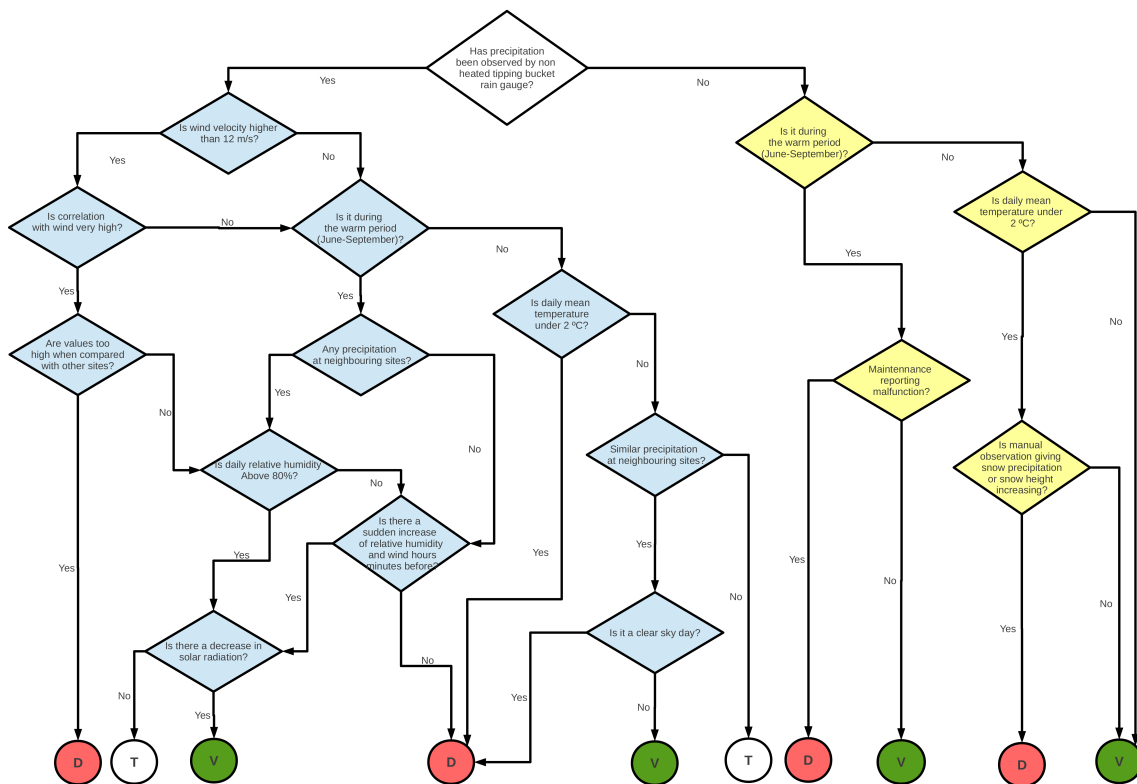 Has precipitation
been observed by non
heated tipping bucket
rain gauge?
Yes
No
Is wind velocity higher
than 12 m/s?
Is it during
the warm period
(June-September)?
Yes
No
No
Is correlation
with wind very high?
No
Is it during
the warm period
(June-September)?
Is daily mean
temperature under
2 ºC?
No
Yes
Yes
Yes
Is daily mean
temperature
under 2 ºC?
No
Yes
Are values too
high when compared
with other sites?
Any precipitation
at neighbouring sites?
No
Maintennance
reporting
malfunction?
Yes
No
No
Similar precipitation
at neighbouring sites?
Is manual
observation giving
snow precipitation
or snow height
increasing?
Is daily relative humidity
Above 80%?
No
Is there a
sudden increase
of relative humidity
and wind hours
minutes before?
Yes
Yes
Yes
Yes
Yes
No
Yes
No
No
Is there a decrease in
solar radiation?
Is it a clear sky day?
Yes
No
No
Yes
Yes
No
D
T
V
D
V
T
D
V
D
V